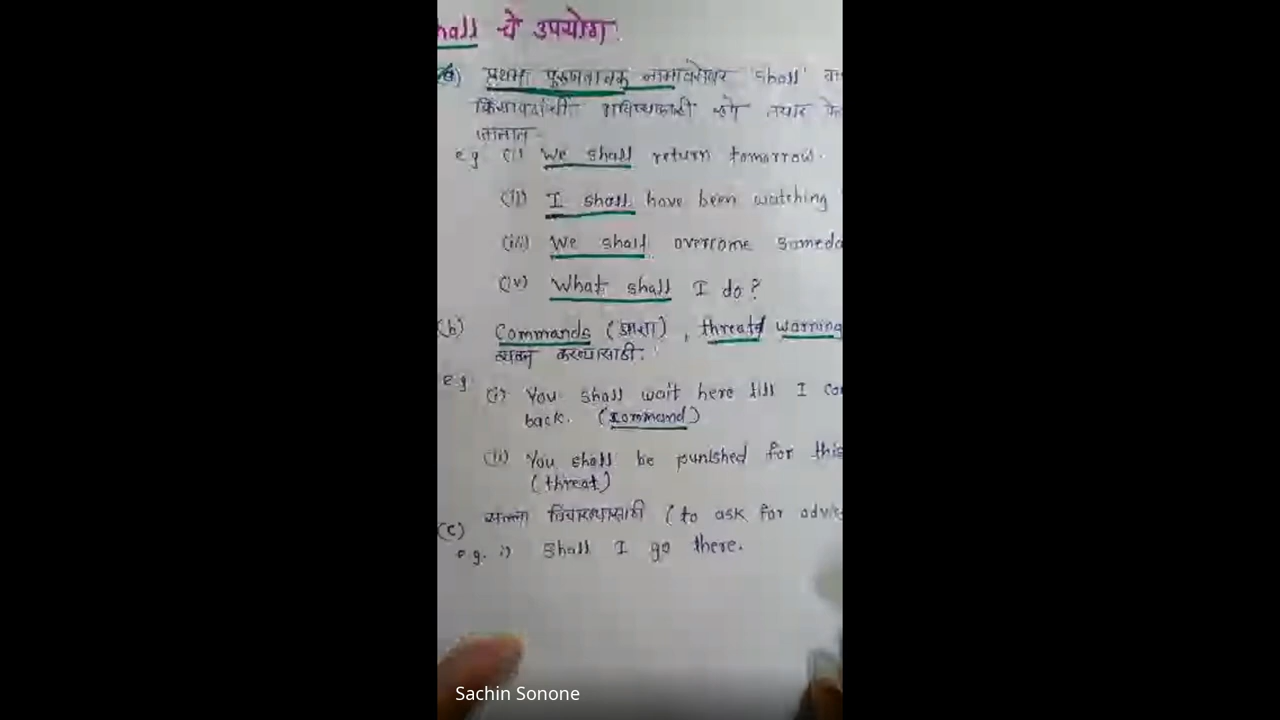 hall चे उपयोग.
(a) प्रथम पुरुषवाचक नामाबरोबर 'shall' वा
क्रियापदाची भविष्यकाळी रूपे तयार के
जातात.
e.g (i) We shall return tomorrow.
(ii) I shall have been watching
(iii) We shall overcome someda
(iv) What shall I do?
(b) Commands (आज्ञा), threat/ warning
व्यक्त करण्यासाठी.
e.g
(i) You shall wait here till I co
back. (command)
(ii) You shall be punished for this
(threat)
(c) सल्ला विचारण्यासाठी (to ask for advic
e.g. i) Shall I go there.
Sachin Sonone